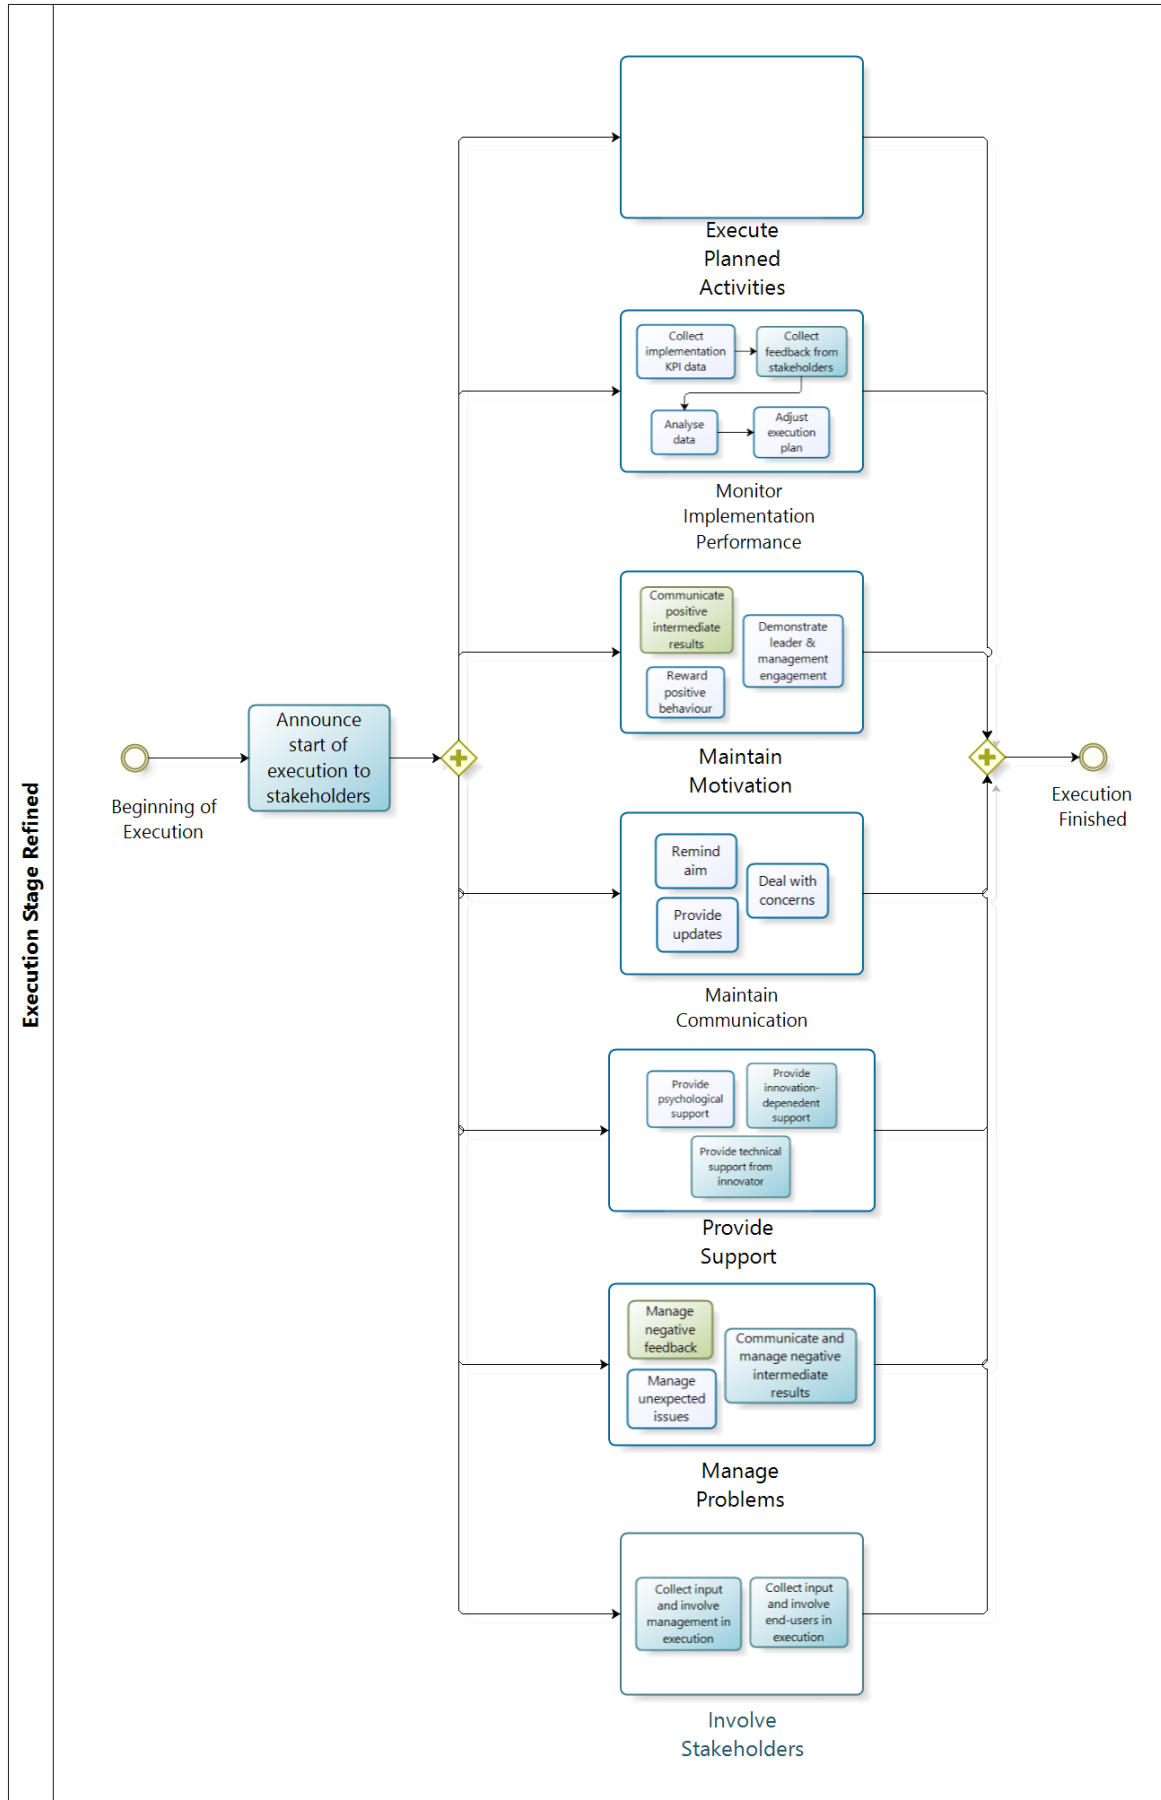 Execution Stage Refined
Beginning of
Execution
Announce
start of
execution to
stakeholders
Execute
Planned
Activities
Collect
implementation
KPI data
Collect
feedback from
stakeholders
Analyse
data
Adjust
execution
plan
Monitor
Implementation
Performance
Communicate
positive
intermediate
results
Demonstrate
leader &
management
engagement
Reward
positive
behaviour
Maintain
Motivation
Remind
aim
Deal with
concerns
Provide
updates
Maintain
Communication
Provide
psychological
support
Provide
innovation-
depenedent
support
Provide technical
support from
innovator
Provide
Support
Manage
negative
feedback
Communicate and
manage negative
intermediate
results
Manage
unexpected
issues
Manage
Problems
Collect input
and involve
management in
execution
Collect input
and involve
end-users in
execution
Involve
Stakeholders
Execution
Finished